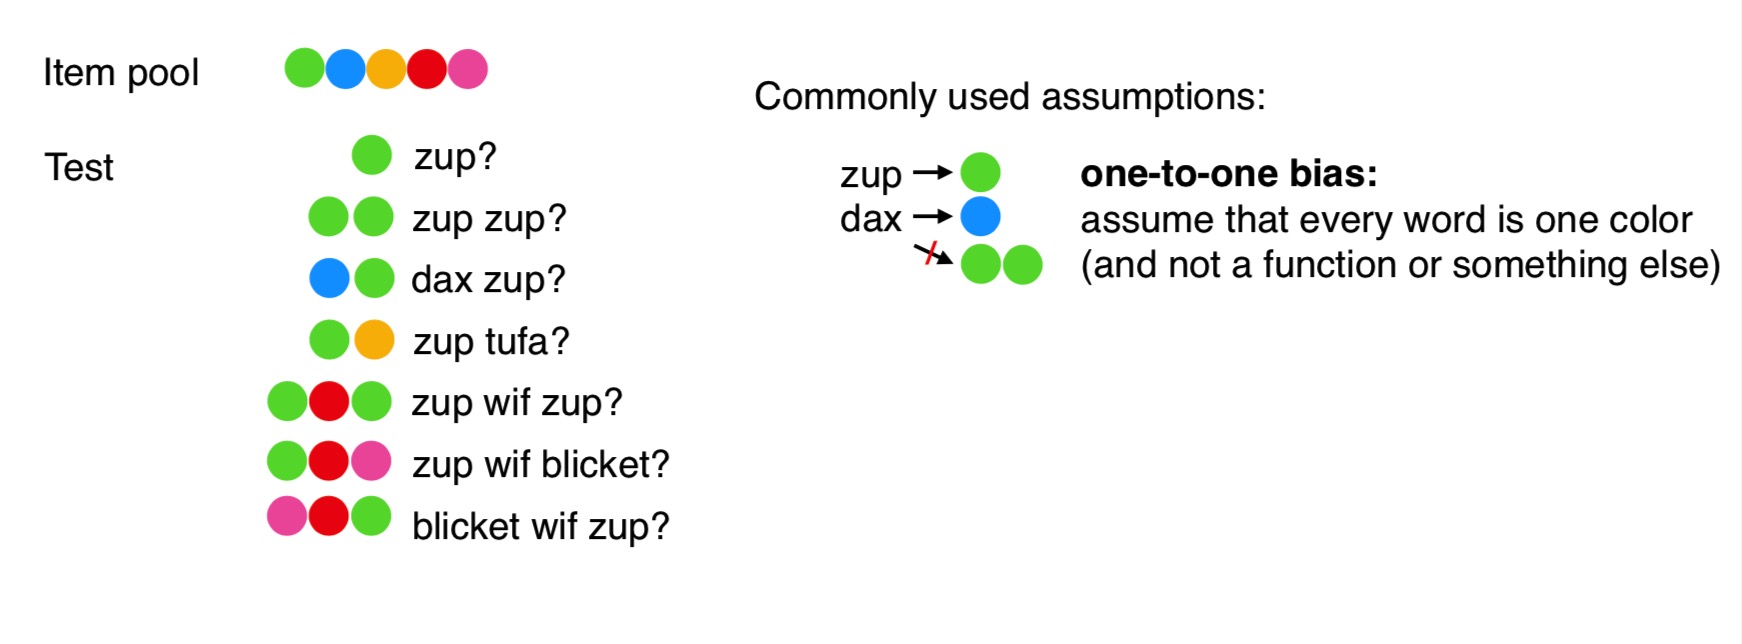 Item pool
Test
zup?
zup zup?
dax zup?
zup tufa?
zup wif zup?
zup wif blicket?
blicket wif zup?
Commonly used assumptions:
zup
dax
one-to-one bias:
assume that every word is one color
(and not a function or something else)